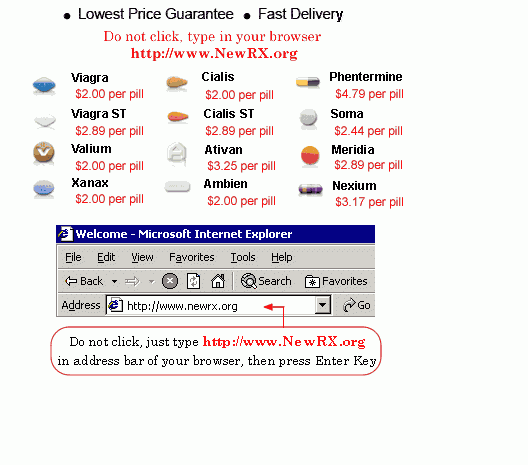 ● Lowest Price Guarantee ● Fast Delivery
Do not click, type in your browser
http://www.NewRX.org
Viagra
$2.00 per pill
Cialis
$2.00 per pill
Phentermine
$4.79 per pill
Viagra ST
$2.89 per pill
Cialis ST
$2.89 per pill
Soma
$2.44 per pill
Valium
$2.00 per pill
Ativan
$3.25 per pill
Meridia
$2.89 per pill
Xanax
$2.00 per pill
Ambien
$2.00 per pill
Nexium
$3.17 per pill
Welcome - Microsoft Internet Explorer
File Edit View Favorites Tools Help
Back Search Favorites
Address http://www.newrx.org Go
Do not click, just type http://www.NewRX.org
in address bar of your browser, then press Enter Key